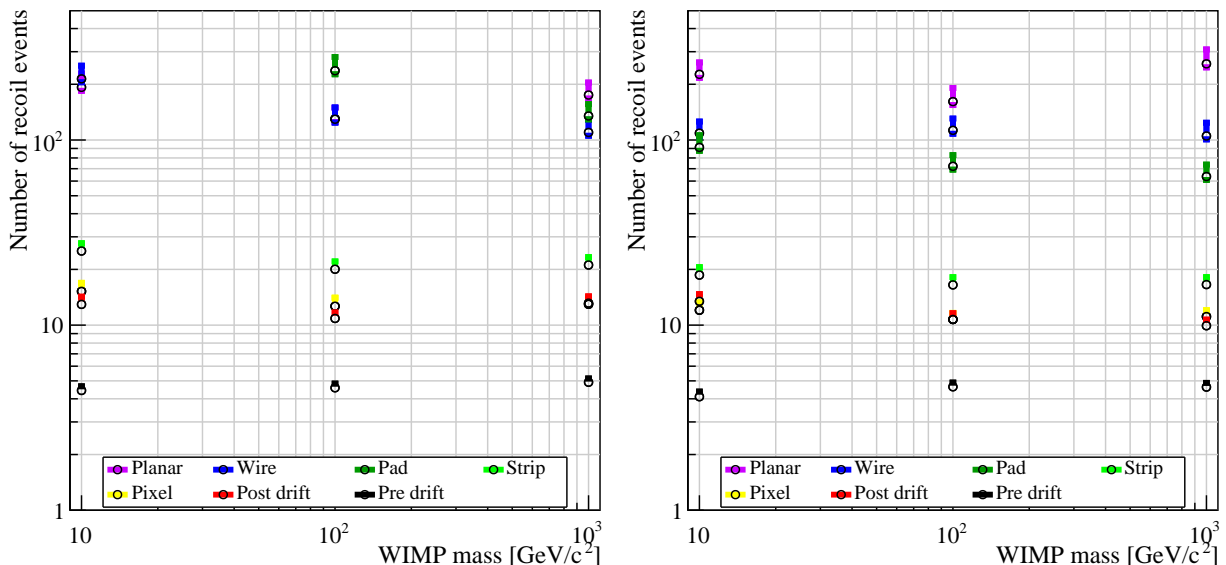 Number of recoil events
10²
10
1
Planar Wire Pad Strip
Pixel Post drift Pre drift
10 10² 10³
WIMP mass [GeV/c²]
Number of recoil events
10²
10
1
Planar Wire Pad Strip
Pixel Post drift Pre drift
10 10² 10³
WIMP mass [GeV/c²]